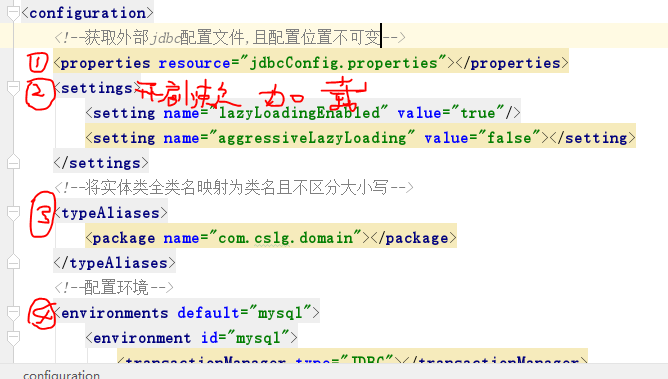 <configuration>
<!--获取外部jdbc配置文件,且配置位置不可变-->
① <properties resource="jdbcConfig.properties"></properties>
② <settings>
<setting name="lazyLoadingEnabled" value="true"/>
<setting name="aggressiveLazyLoading" value="false"></setting>
</settings>
<!--将实体类全类名映射为类名且不区分大小写-->
③ <typeAliases>
<package name="com.cslg.domain"></package>
</typeAliases>
<!--配置环境-->
<environments default="mysql">
<environment id="mysql">
<transactionManager type="JDBC"></transactionManager>
configuration